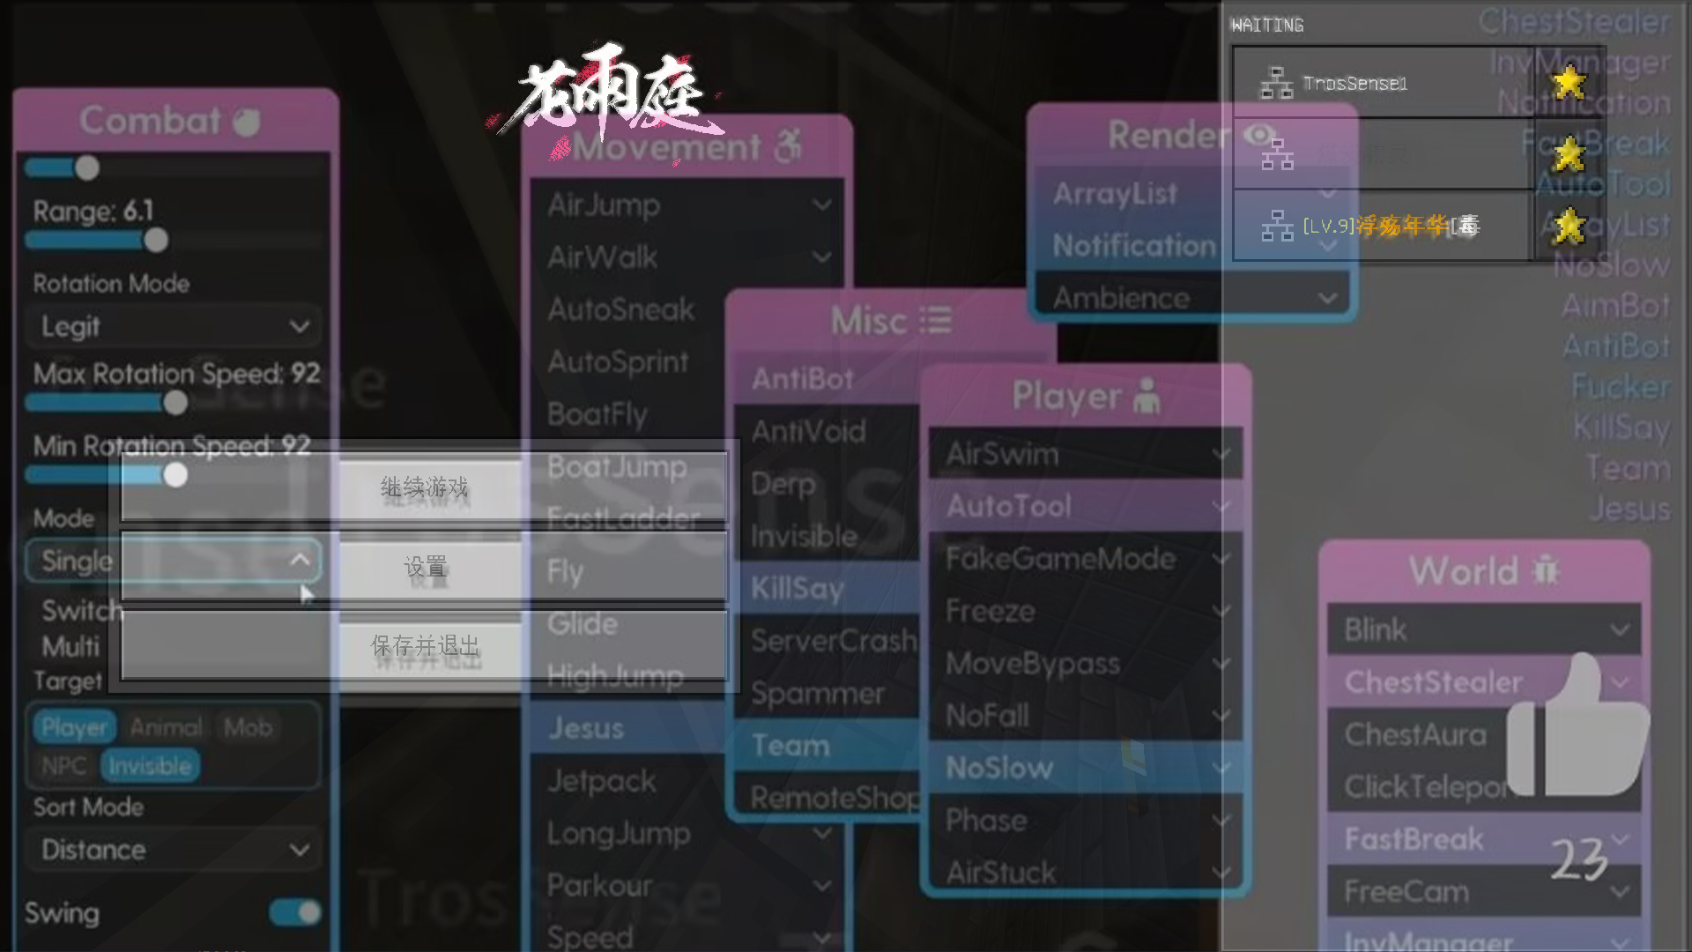 花雨庭
WAITING
TrosSense1
[LV.9]浮殇年华[毒
ChestStealer
InvManager
Notification
FastBreak
AutoTool
ArrayList
NoSlow
AimBot
AntiBot
Fucker
KillSay
Team
Jesus
Combat
Range: 6.1
Rotation Mode
Legit
Max Rotation Speed: 92
Min Rotation Speed: 92
Mode
Single
Switch
Multi
Target
Player Animal Mob
NPC Invisible
Sort Mode
Distance
Swing
继续游戏
设置
保存并退出
Movement
AirJump
AirWalk
AutoSneak
AutoSprint
BoatFly
BoatJump
FastLadder
Fly
Glide
HighJump
Jesus
Jetpack
LongJump
Parkour
Speed
Misc
AntiBot
AntiVoid
Derp
Invisible
KillSay
ServerCrash
Spammer
Team
RemoteShop
Player
AirSwim
AutoTool
FakeGameMode
Freeze
MoveBypass
NoFall
NoSlow
Phase
AirStuck
Render
ArrayList
Notification
Ambience
World
Blink
ChestStealer
ChestAura
ClickTelepor
FastBreak
FreeCam
InvManager
23
TrosSense